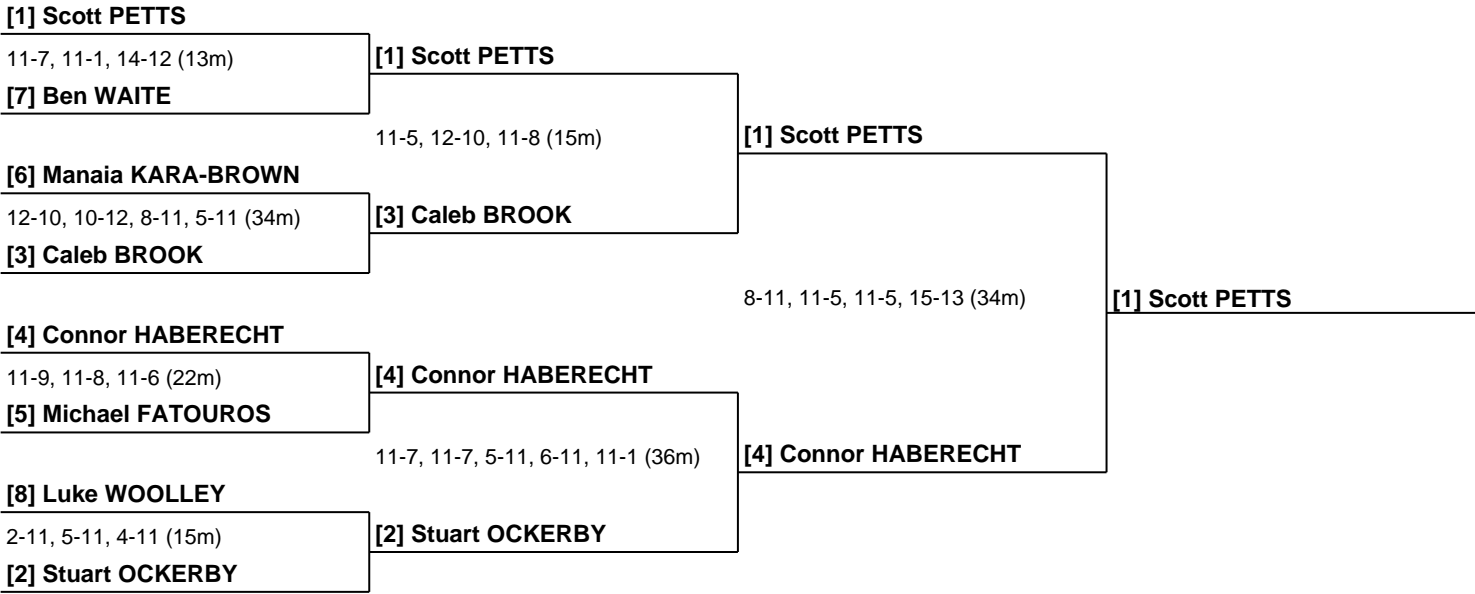 [1] Scott PETTS
11-7, 11-1, 14-12 (13m)
[1] Scott PETTS
[7] Ben WAITE
11-5, 12-10, 11-8 (15m)
[1] Scott PETTS
[6] Manaia KARA-BROWN
12-10, 10-12, 8-11, 5-11 (34m)
[3] Caleb BROOK
[3] Caleb BROOK
8-11, 11-5, 11-5, 15-13 (34m)
[1] Scott PETTS
[4] Connor HABERECHT
11-9, 11-8, 11-6 (22m)
[4] Connor HABERECHT
[5] Michael FATOUROS
11-7, 11-7, 5-11, 6-11, 11-1 (36m)
[4] Connor HABERECHT
[8] Luke WOOLLEY
2-11, 5-11, 4-11 (15m)
[2] Stuart OCKERBY
[2] Stuart OCKERBY